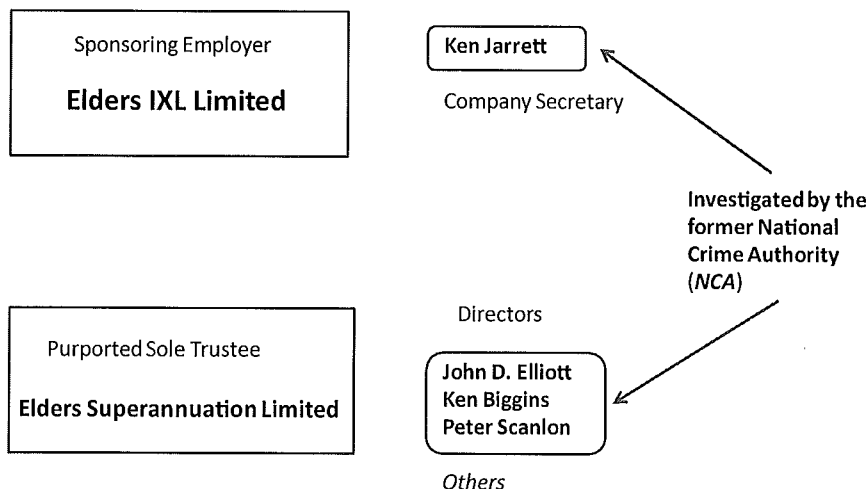 Sponsoring Employer
Elders IXL Limited
Ken Jarrett
Company Secretary
Investigated by the
former National
Crime Authority
(NCA)
Purported Sole Trustee
Elders Superannuation Limited
Directors
John D. Elliott
Ken Biggins
Peter Scanlon
Others